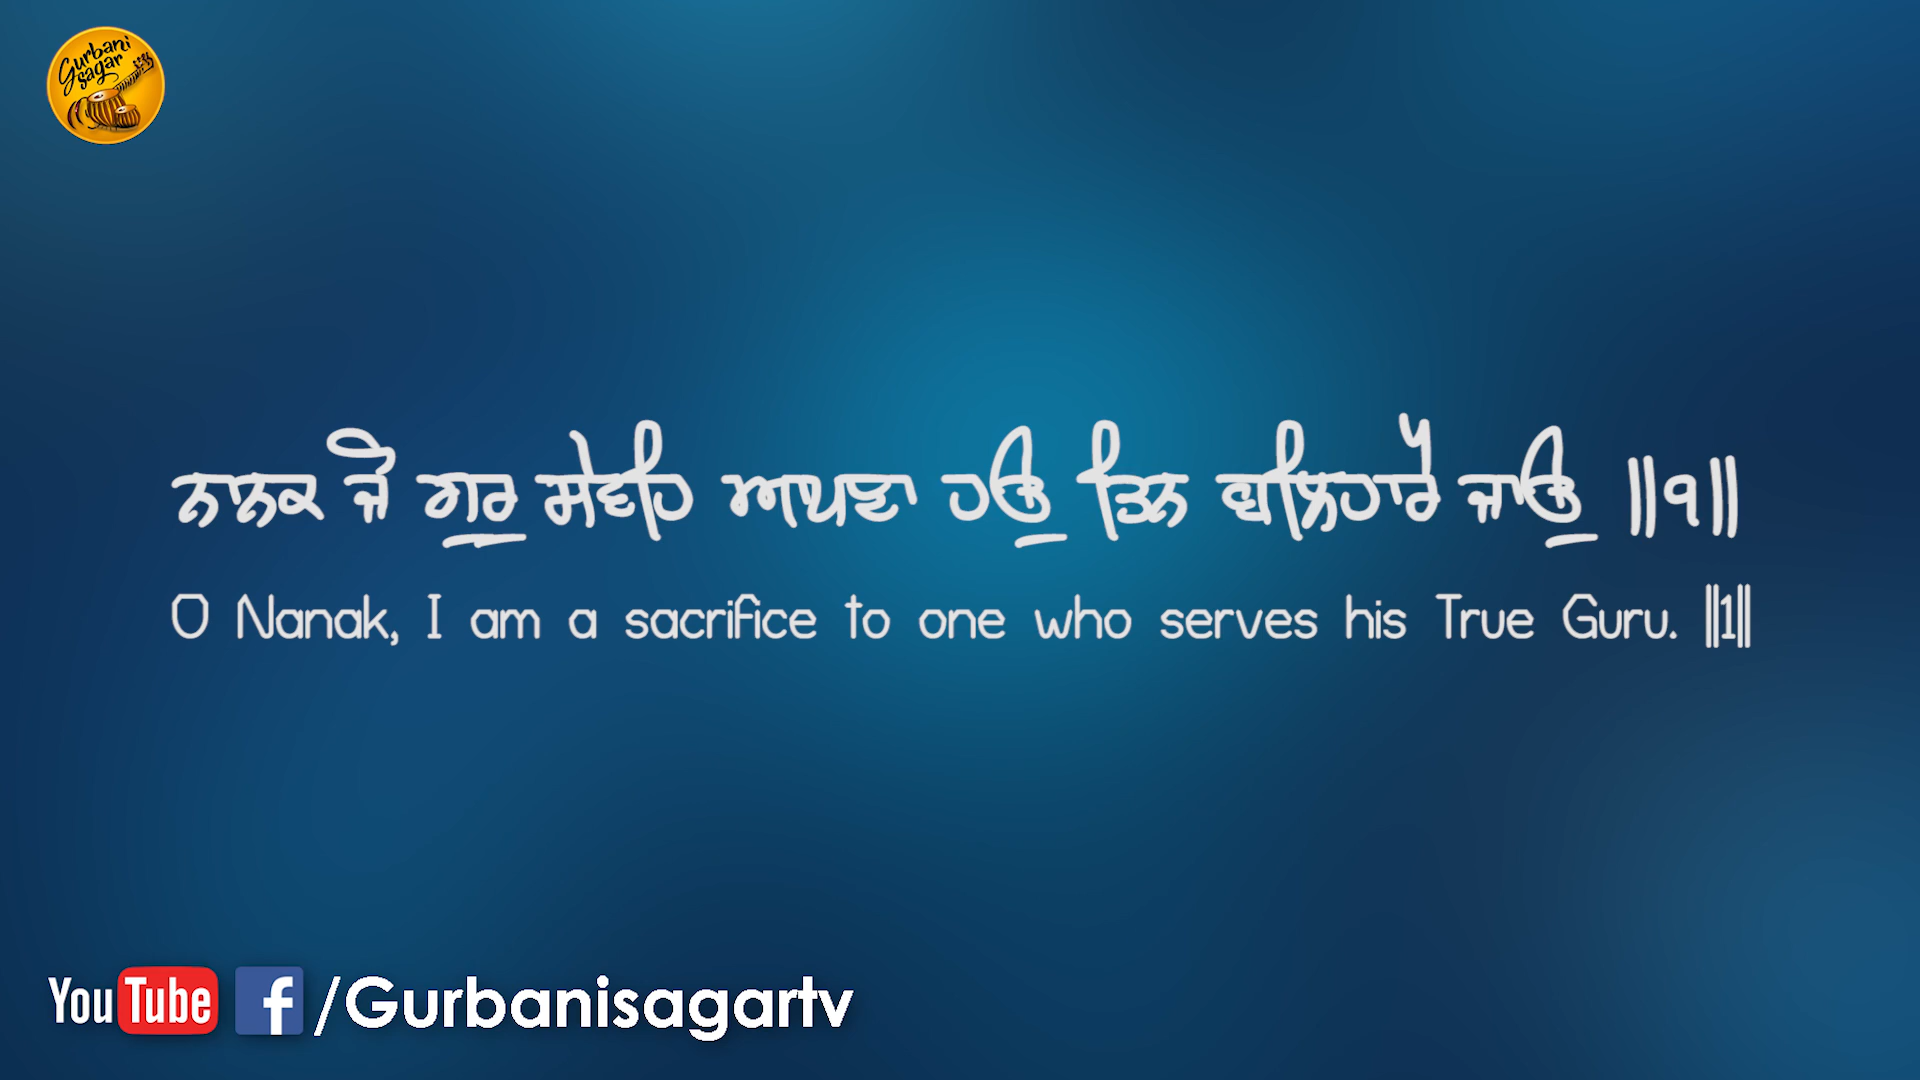 Gurbani
Sagar
ਨਾਨਕ ਜੋ ਗੁਰੁ ਸੇਵਹਿ ਆਪਣਾ ਹਉ ਤਿਨ ਬਲਿਹਾਰੈ ਜਾਉ ॥੧॥
O Nanak, I am a sacrifice to one who serves his True Guru. ||1||
YouTube f /Gurbanisagartv